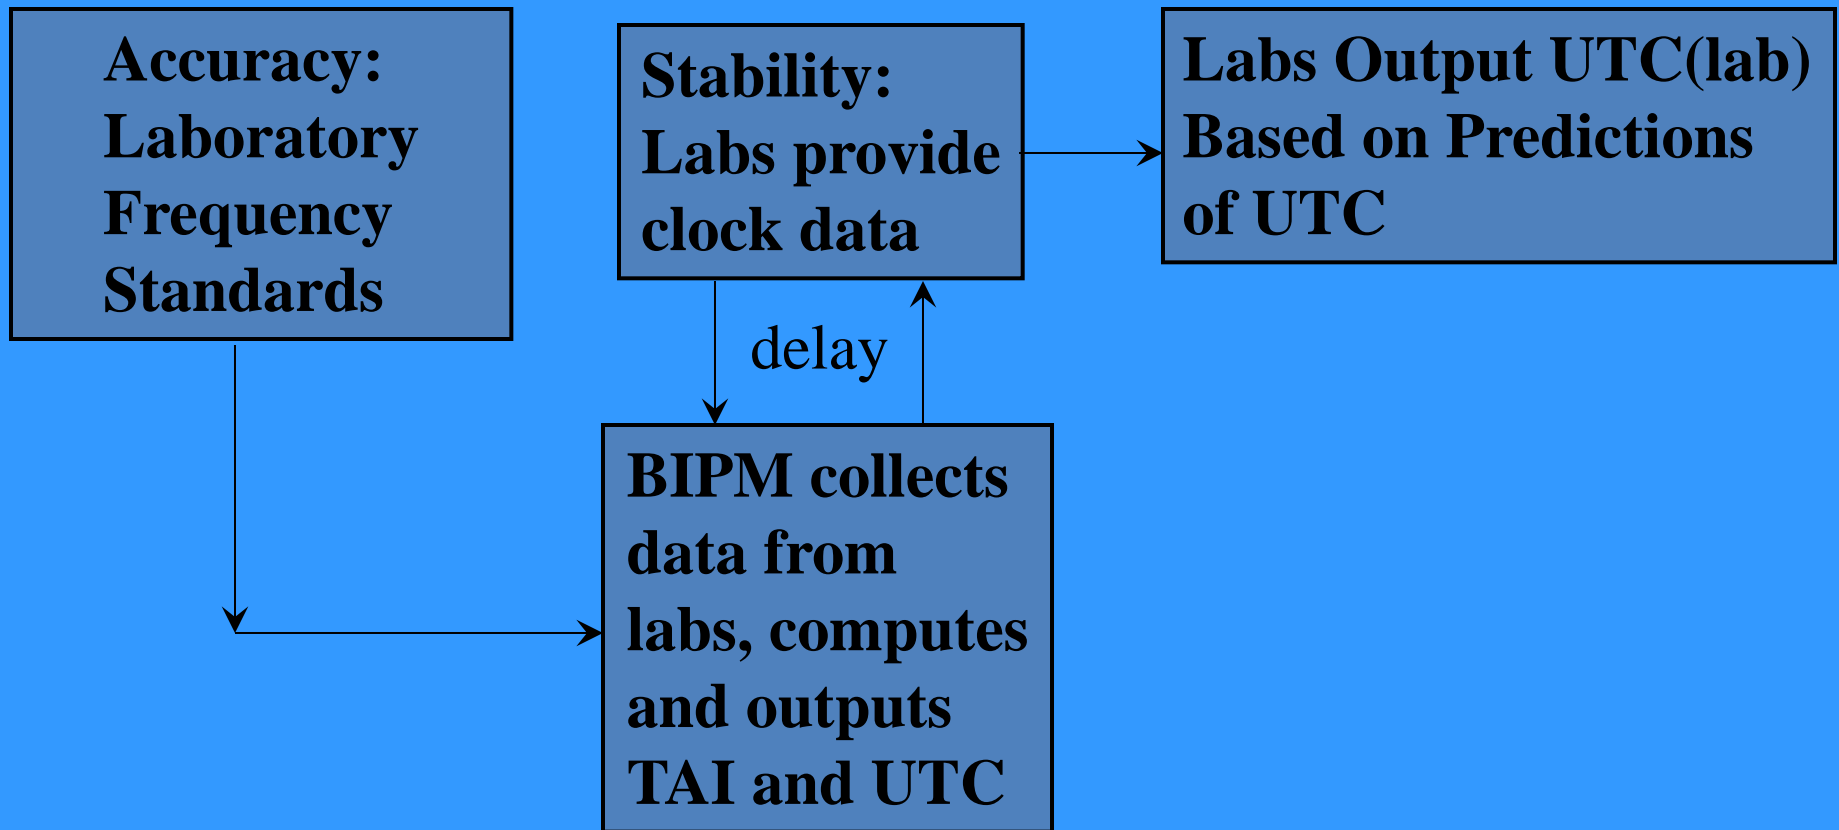 Accuracy:
Laboratory
Frequency
Standards
Stability:
Labs provide
clock data
Labs Output UTC(lab)
Based on Predictions
of UTC
delay
BIPM collects
data from
labs, computes
and outputs
TAI and UTC